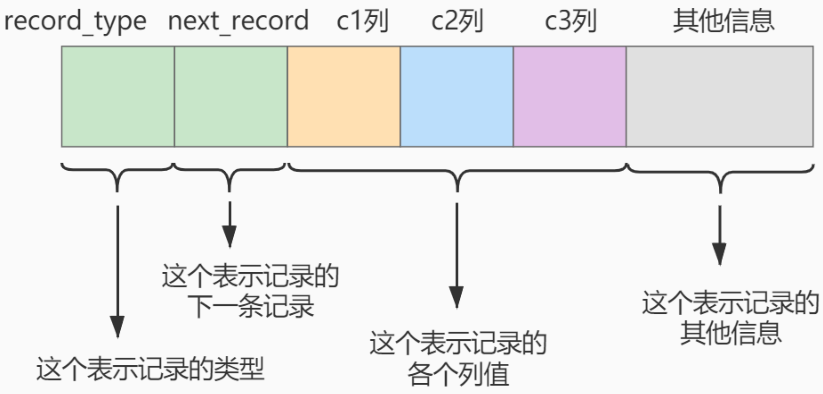 record_type next_record c1列 c2列 c3列 其他信息
这个表示记录的
下一条记录
这个表示记录的
其他信息
这个表示记录的
各个列值
这个表示记录的类型